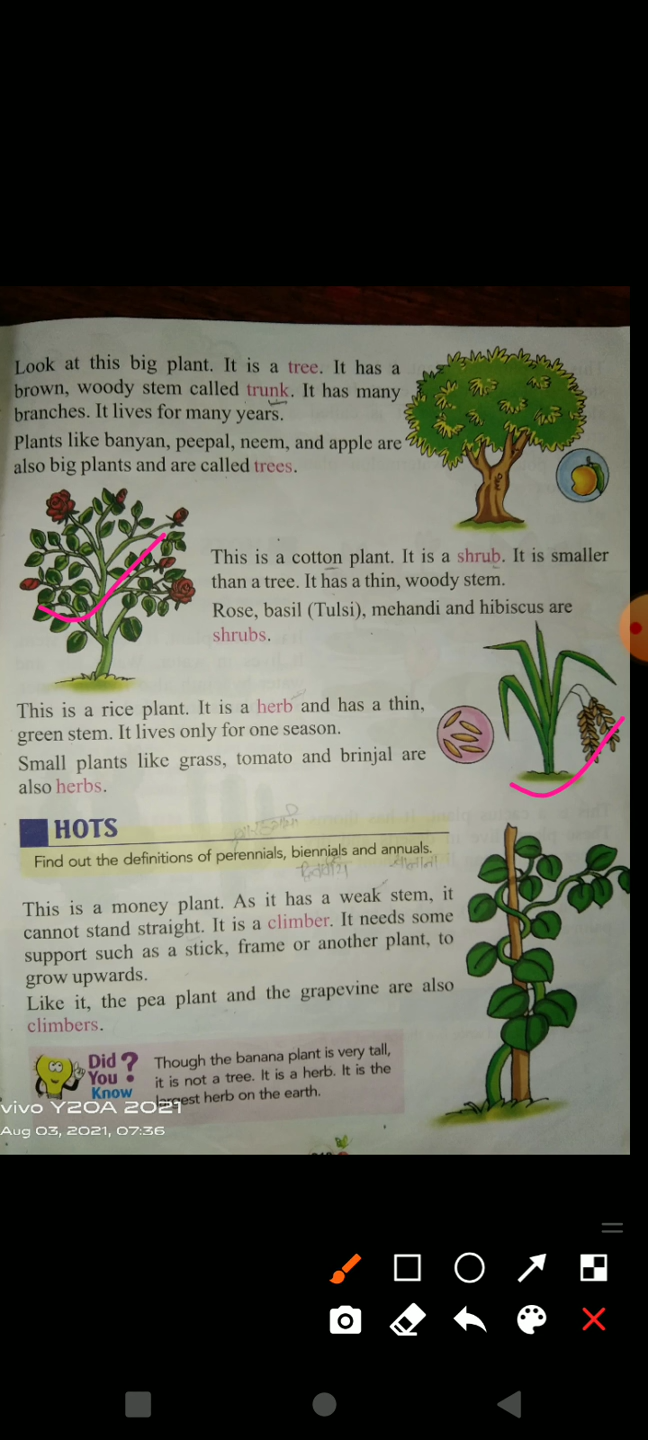 Look at this big plant. It is a tree. It has a
brown, woody stem called trunk. It has many
branches. It lives for many years.
Plants like banyan, peepal, neem, and apple are
also big plants and are called trees.
This is a cotton plant. It is a shrub. It is smaller
than a tree. It has a thin, woody stem.
Rose, basil (Tulsi), mehandi and hibiscus are
shrubs.
This is a rice plant. It is a herb and has a thin,
green stem. It lives only for one season.
Small plants like grass, tomato and brinjal are
also herbs.
HOTS
Find out the definitions of perennials, biennials and annuals.
This is a money plant. As it has a weak stem, it
cannot stand straight. It is a climber. It needs some
support such as a stick, frame or another plant, to
grow upwards.
Like it, the pea plant and the grapevine are also
climbers.
Did You Know ?
Though the banana plant is very tall,
it is not a tree. It is a herb. It is the
largest herb on the earth.
vivo Y20A 2021
Aug 03, 2021, 07:36